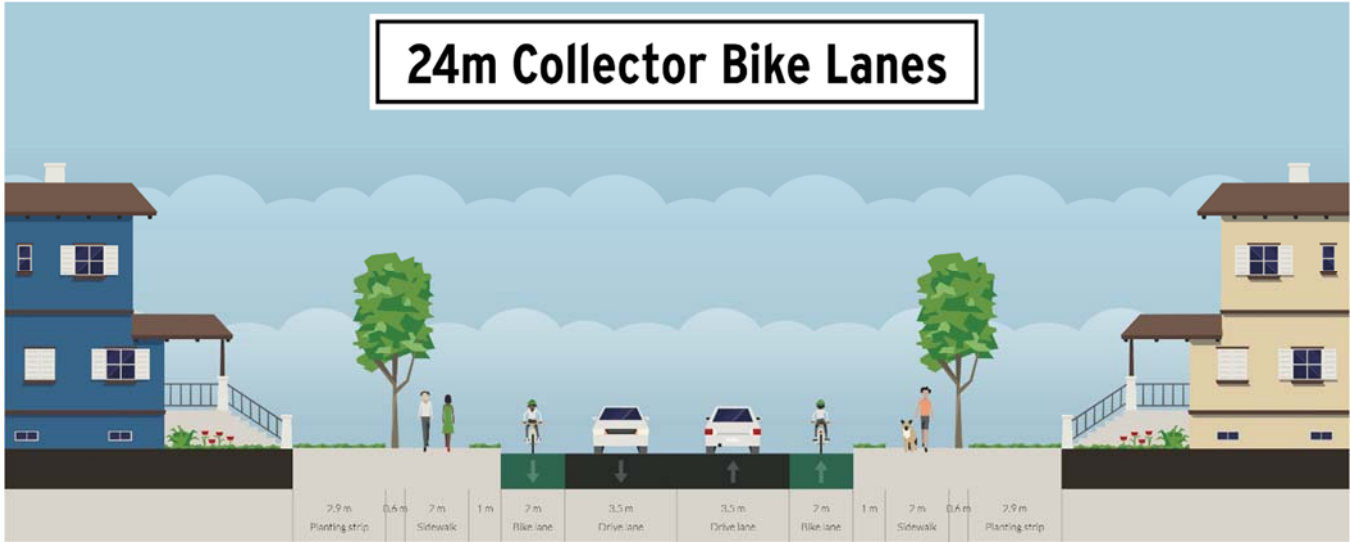 24m Collector Bike Lanes
2.9 m 0.6 m 2 m 1 m 2 m 3.5 m 3.5 m 2 m 1 m 2 m 0.6 m 2.9 m
Planting strip Sidewalk Bike lane Drive lane Drive lane Bike lane Sidewalk Planting strip